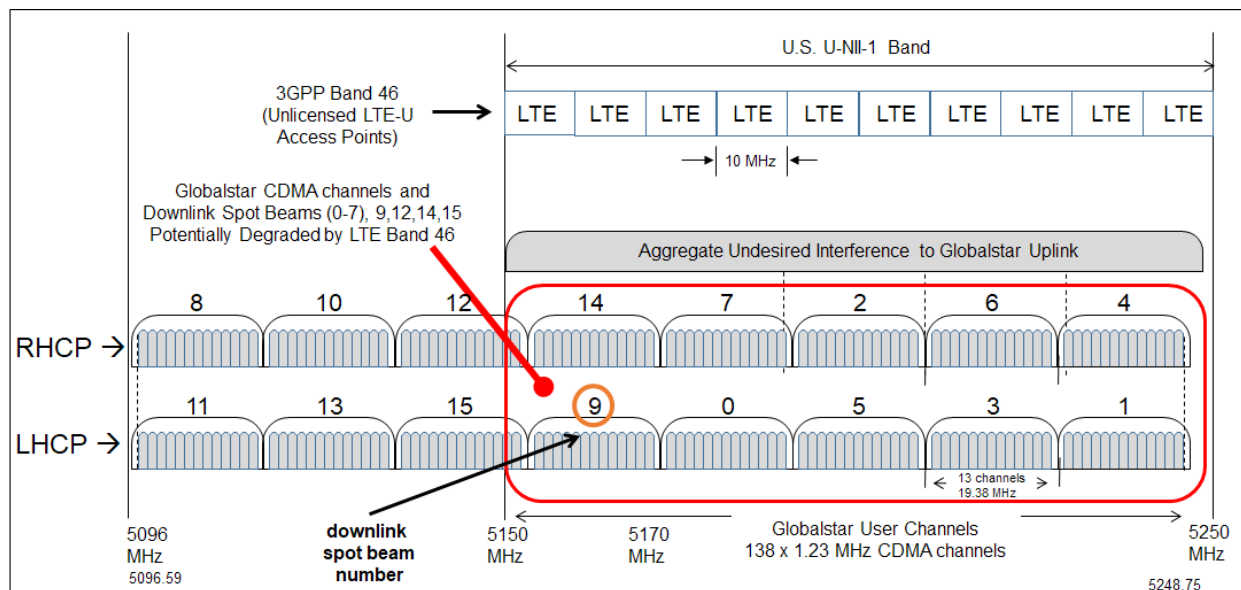 U.S. U-NII-1 Band
3GPP Band 46
(Unlicensed LTE-U
Access Points)
LTE LTE LTE LTE LTE LTE LTE LTE LTE LTE
10 MHz
Globalstar CDMA channels and
Downlink Spot Beams (0-7), 9,12,14,15
Potentially Degraded by LTE Band 46
Aggregate Undesired Interference to Globalstar Uplink
8 10 12 14 7 2 6 4
RHCP →
11 13 15 9 0 5 3 1
LHCP →
13 channels
19.38 MHz
downlink
spot beam
number
Globalstar User Channels
138 x 1.23 MHz CDMA channels
5096
MHz
5096.59
5150
MHz
5170
MHz
5250
MHz
5248.75